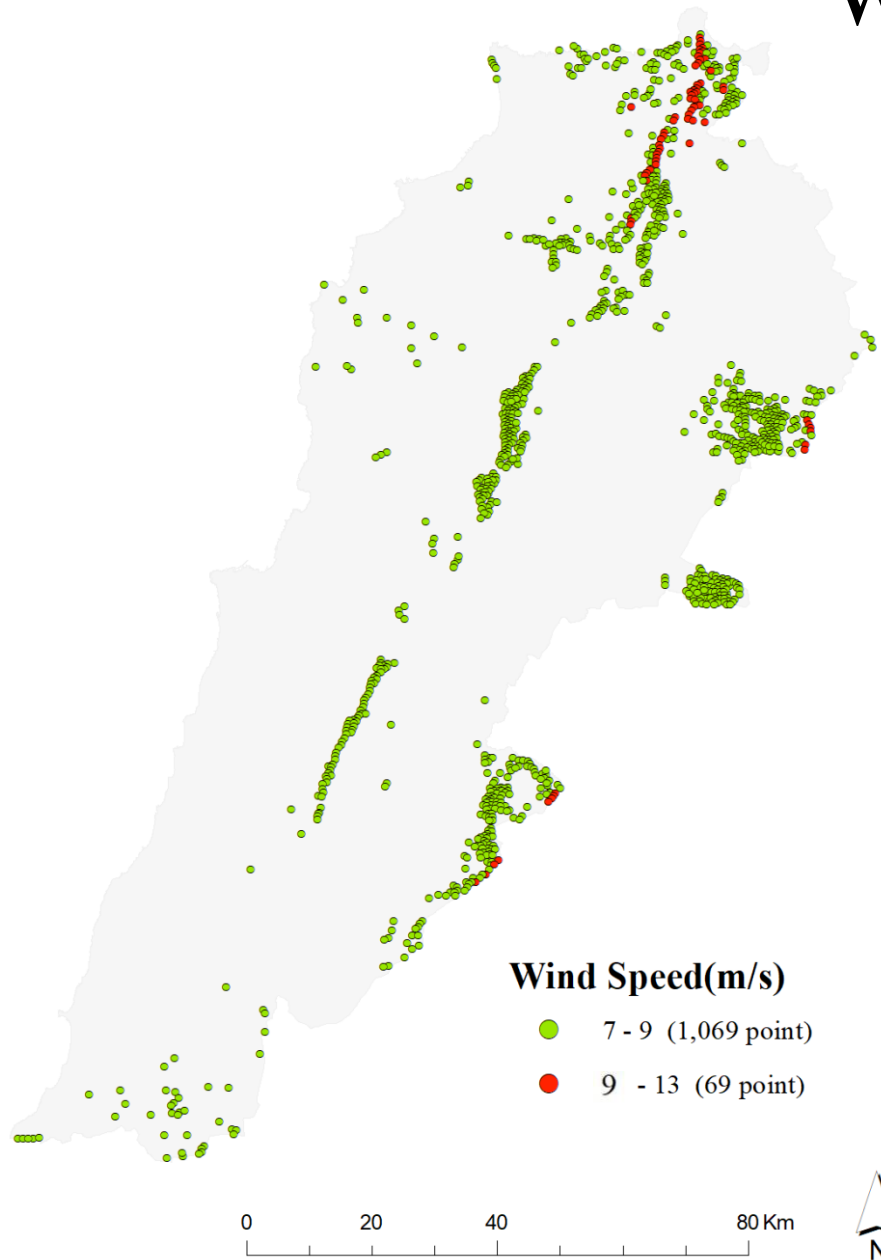 Wind Speed(m/s)
7 - 9 (1,069 point)
9 - 13 (69 point)
0 20 40 80 Km
N